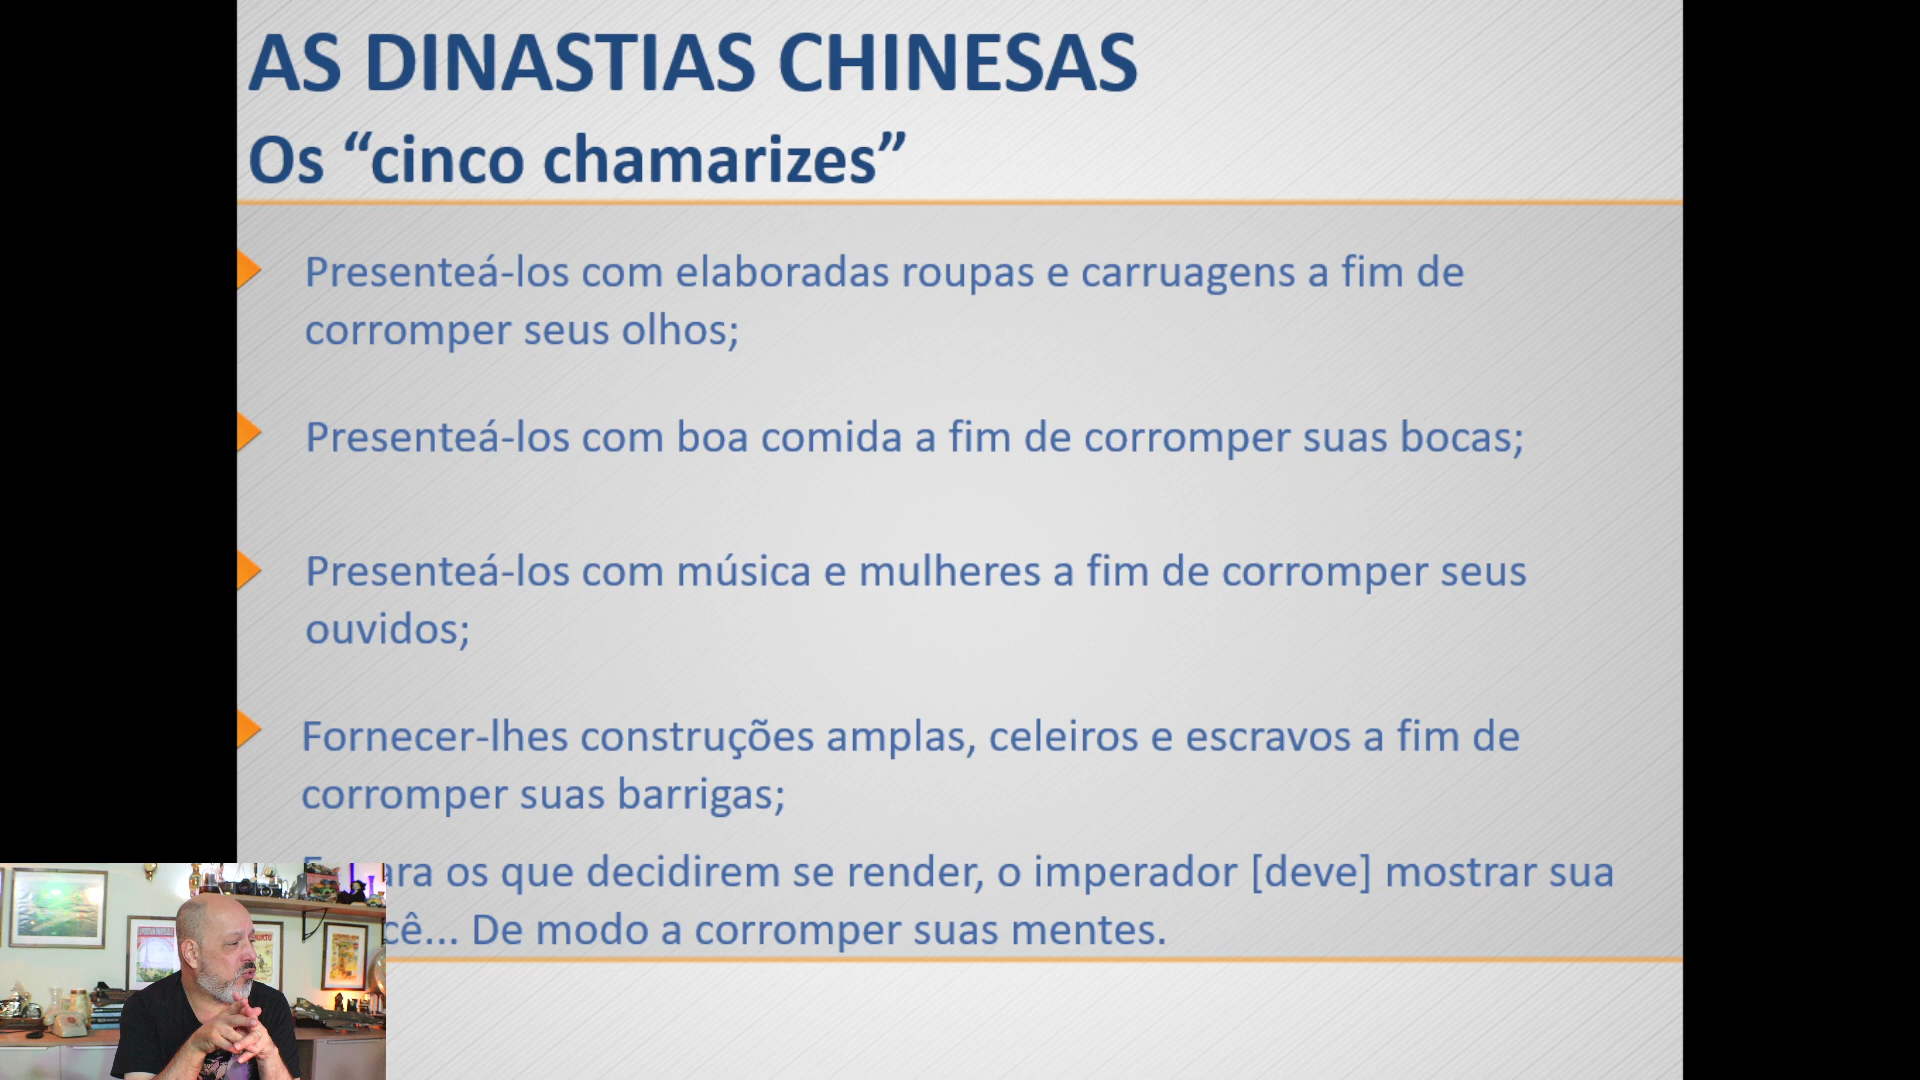 AS DINASTIAS CHINESAS
Os “cinco chamarizes”
Presenteá-los com elaboradas roupas e carruagens a fim de
corromper seus olhos;
Presenteá-los com boa comida a fim de corromper suas bocas;
Presenteá-los com música e mulheres a fim de corromper seus
ouvidos;
Fornecer-lhes construções amplas, celeiros e escravos a fim de
corromper suas barrigas;
os que decidirem se render, o imperador [deve] mostrar sua
De modo a corromper suas mentes.